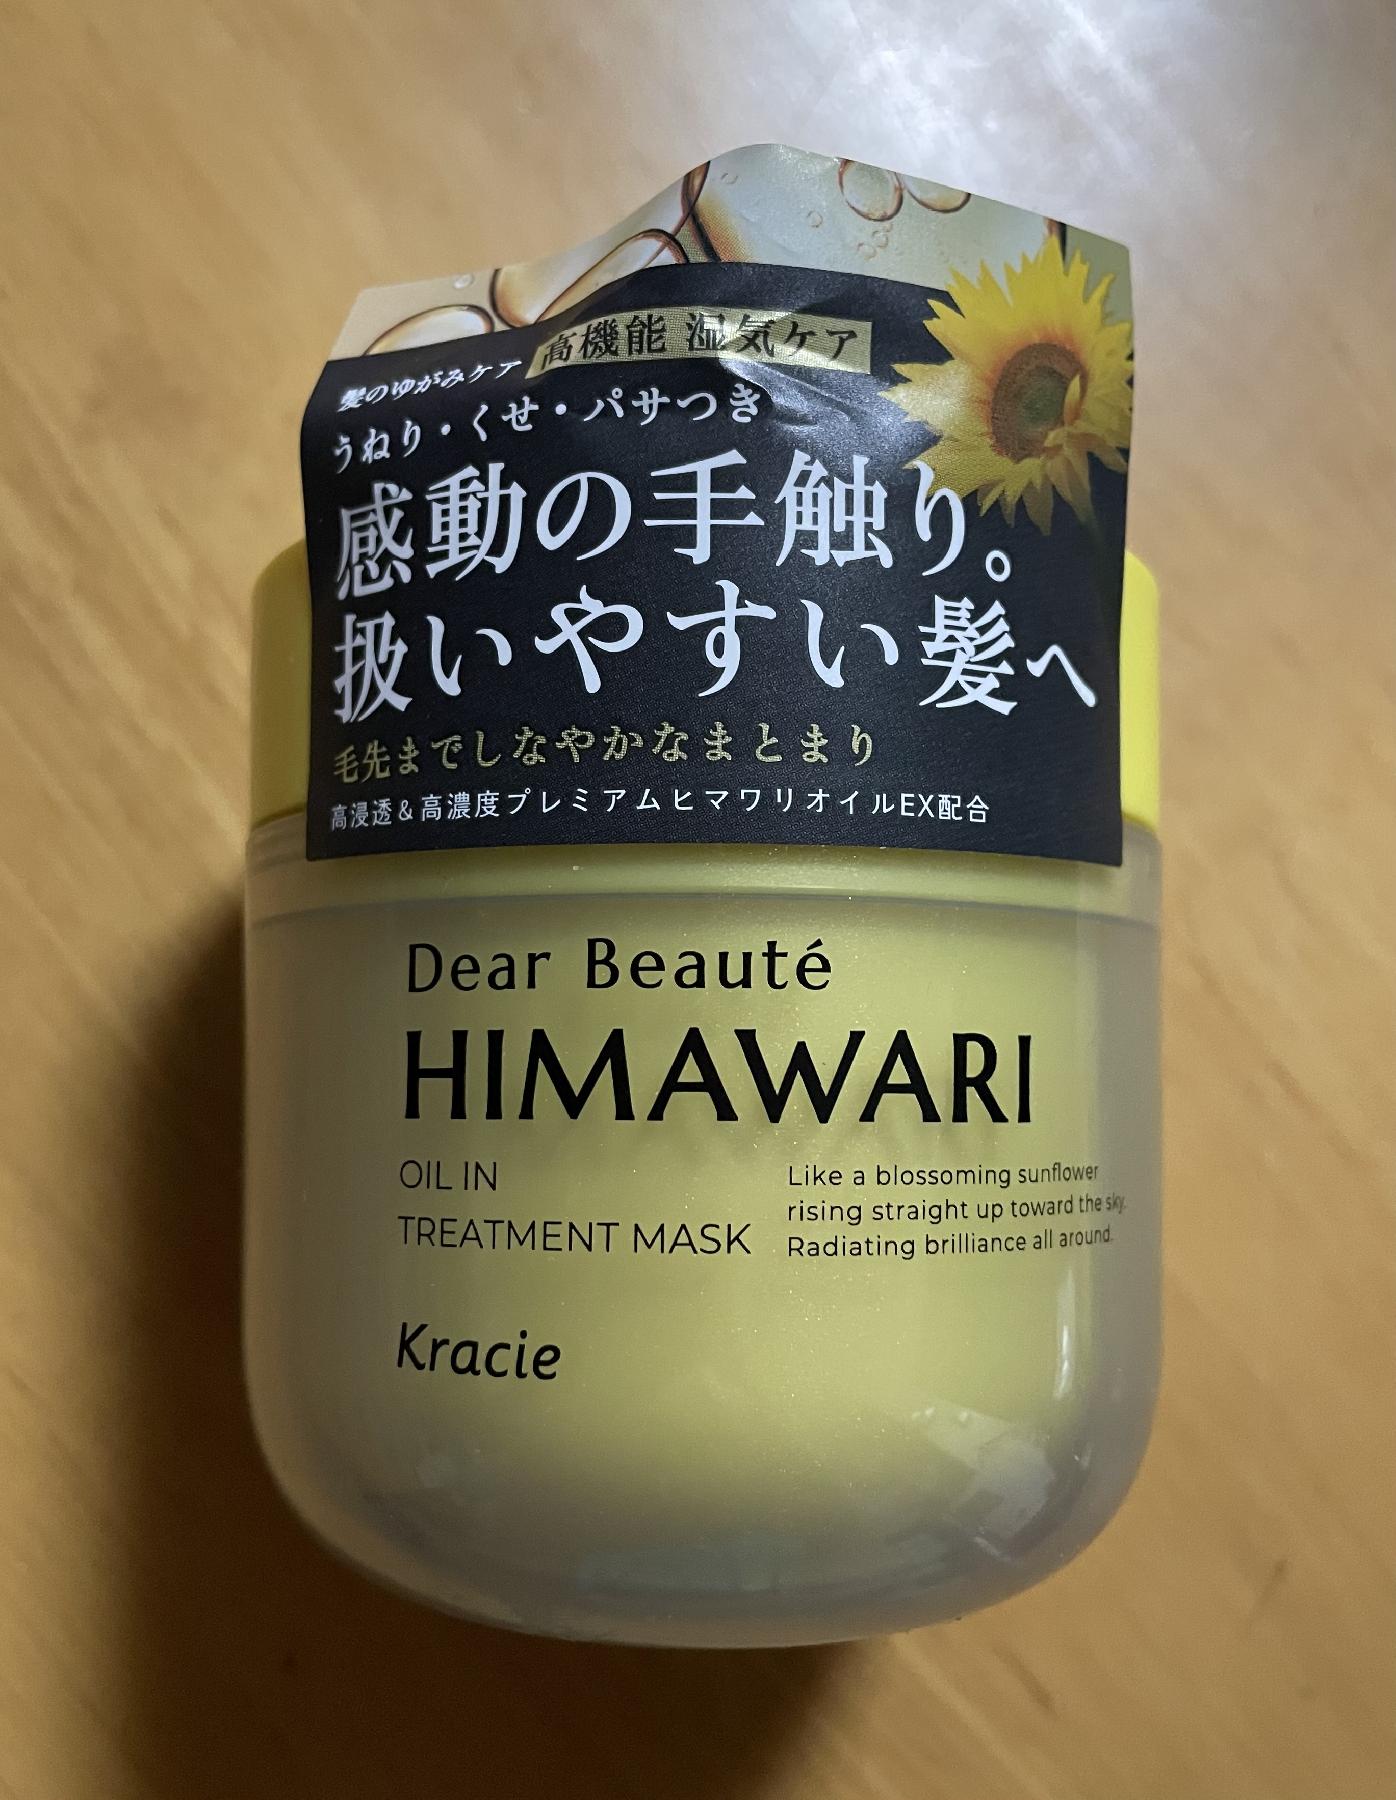 高機能 湿気ケア
髪のゆがみケア
うねり・くせ・パサつき
感動の手触り。
扱いやすい髪へ
毛先までしなやかなまとまり
高浸透&高濃度プレミアムヒマワリオイルEX配合
Dear Beauté
HIMAWARI
OIL IN
TREATMENT MASK
Like a blossoming sunflower
rising straight up toward the sky.
Radiating brilliance all around.
Kracie